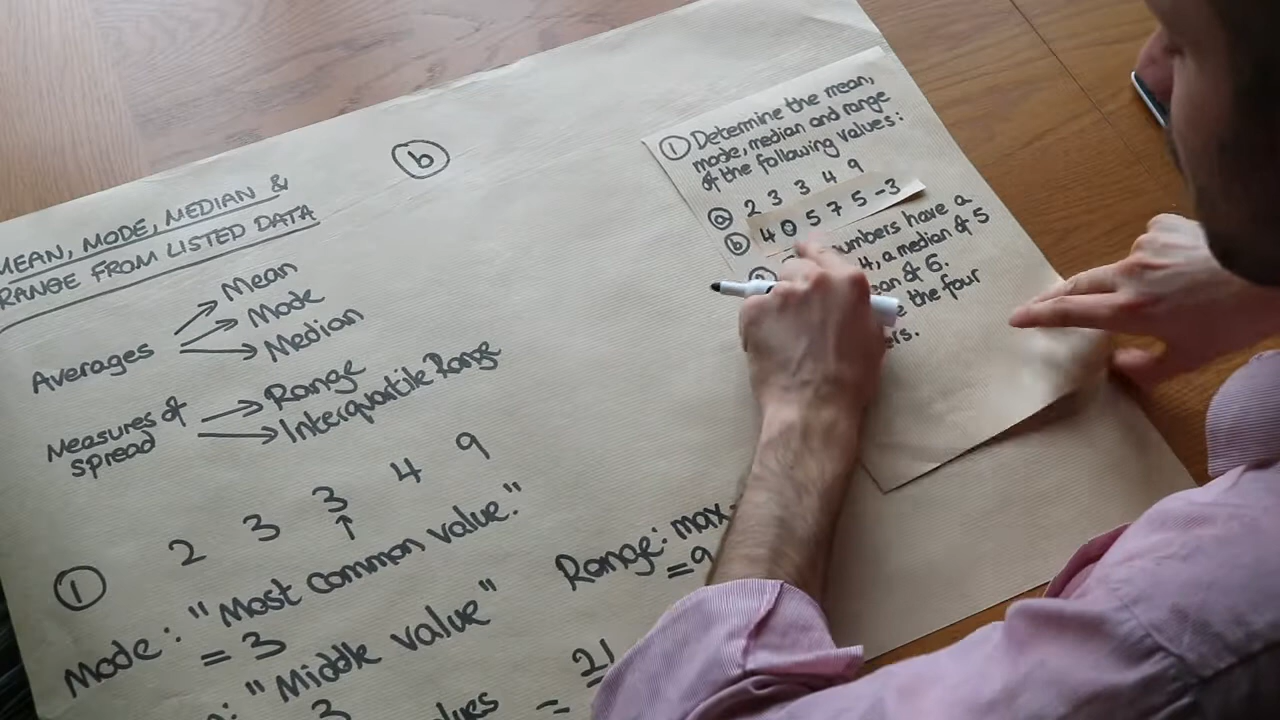 MEAN, MODE, MEDIAN &
RANGE FROM LISTED DATA
Averages
Mean
Mode
Median
Measures of
spread
Range
Interquartile Range
1
2 3 3 4 9
Mode: "Most common value."
= 3
"Middle value"
3
Range: max
= 9
21
=
b
1 Determine the mean,
mode, median and range
of the following values:
a 2 3 3 4 9
b 4 0 5 7 5 -3
numbers have a
4, a median of 5
of 6.
the four